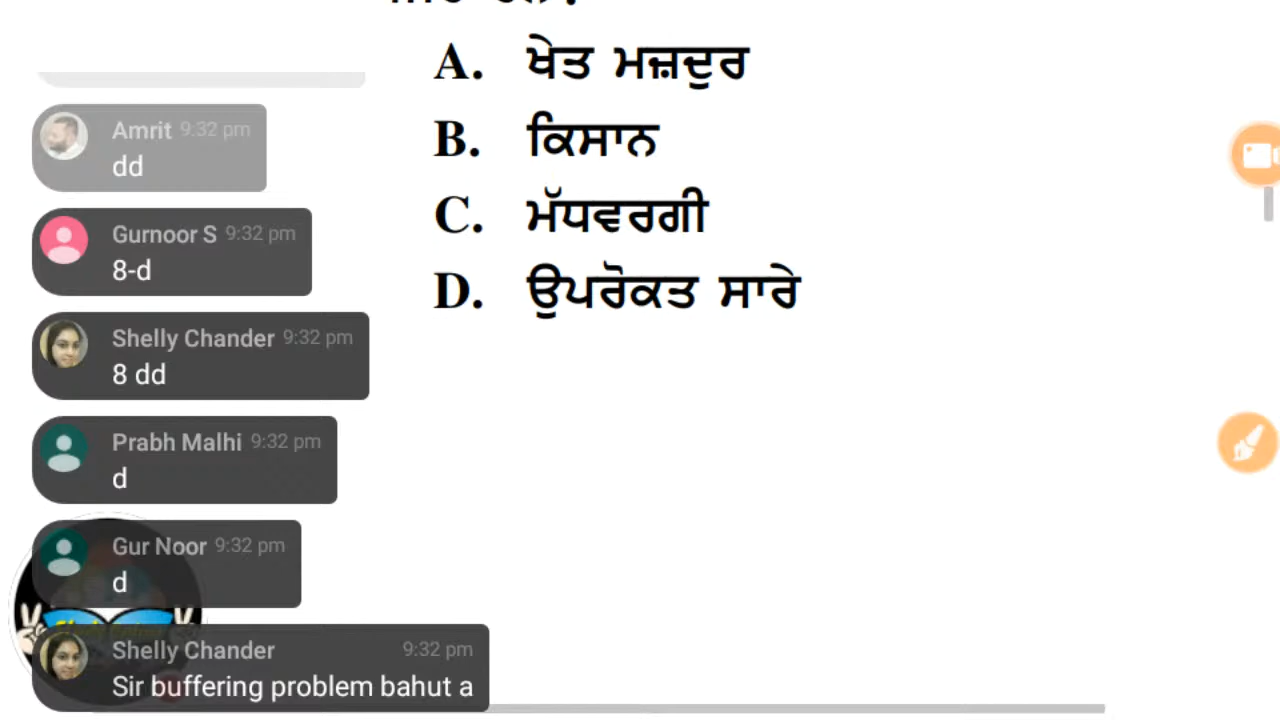 A. ਖੇਤ ਮਜ਼ਦੁਰ
B. ਕਿਸਾਨ
C. ਮੱਧਵਰਗੀ
D. ਉਪਰੋਕਤ ਸਾਰੇ
Amrit 9:32 pm
dd
Gurnoor S 9:32 pm
8-d
Shelly Chander 9:32 pm
8 dd
Prabh Malhi 9:32 pm
d
Gur Noor 9:32 pm
d
Shelly Chander 9:32 pm
Sir buffering problem bahut a